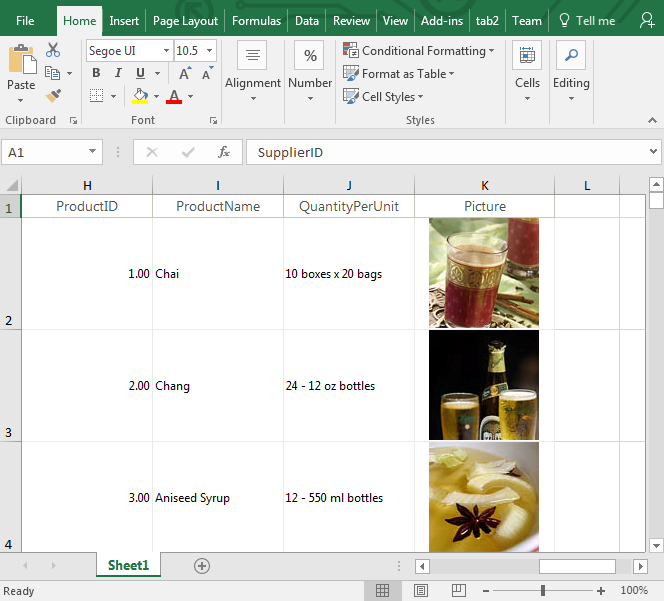 File Home Insert Page Layout Formulas Data Review View Add-ins tab2 Team Tell me
Paste
Clipboard
Segoe UI 10.5
B I U A A
A
Font
Alignment
Number
%
Conditional Formatting
Format as Table
Cell Styles
Styles
Cells
Editing
A1 fx SupplierID
H I J K L
1 ProductID ProductName QuantityPerUnit Picture
2 1.00 Chai 10 boxes x 20 bags
3 2.00 Chang 24 - 12 oz bottles
4 3.00 Aniseed Syrup 12 - 550 ml bottles
Sheet1
Ready 100%